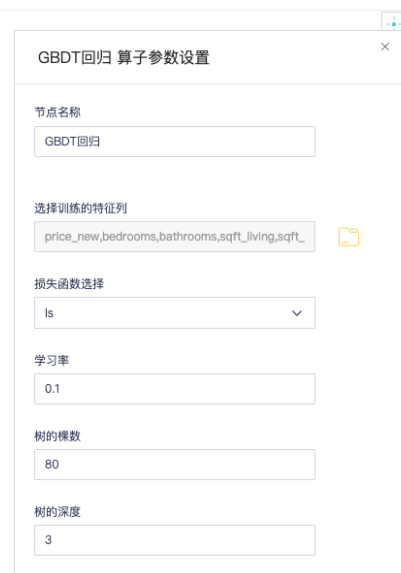 GBDT回归 算子参数设置
节点名称
GBDT回归
选择训练的特征列
price_new,bedrooms,bathrooms,sqft_living,sqft_
损失函数选择
ls
学习率
0.1
树的棵数
80
树的深度
3